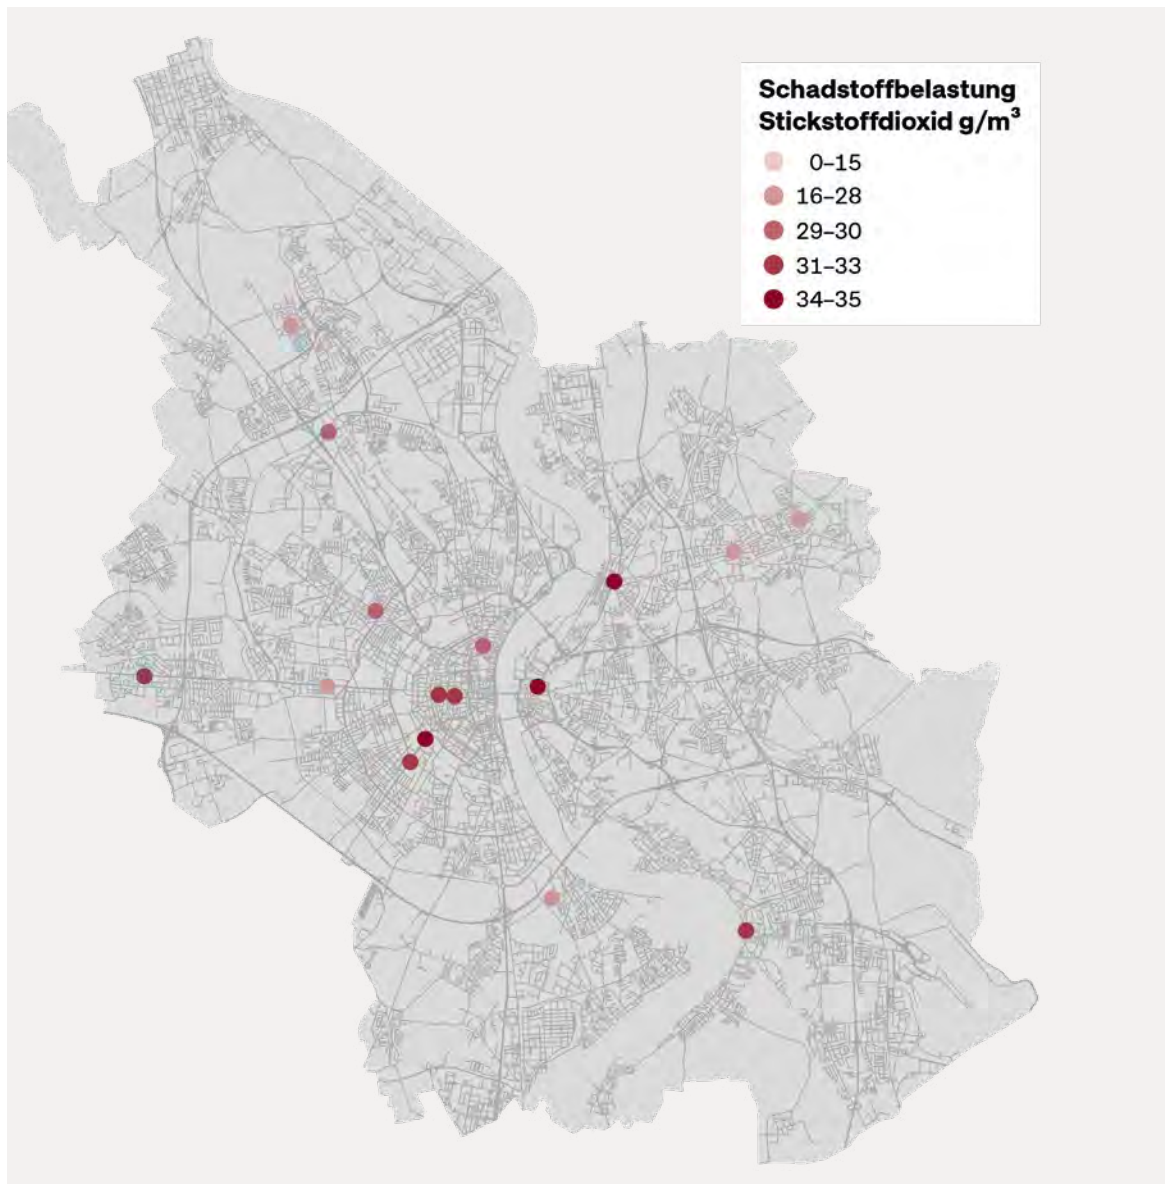 Schadstoffbelastung
Stickstoffdioxid g/m³
0–15
16–28
29–30
31–33
34–35